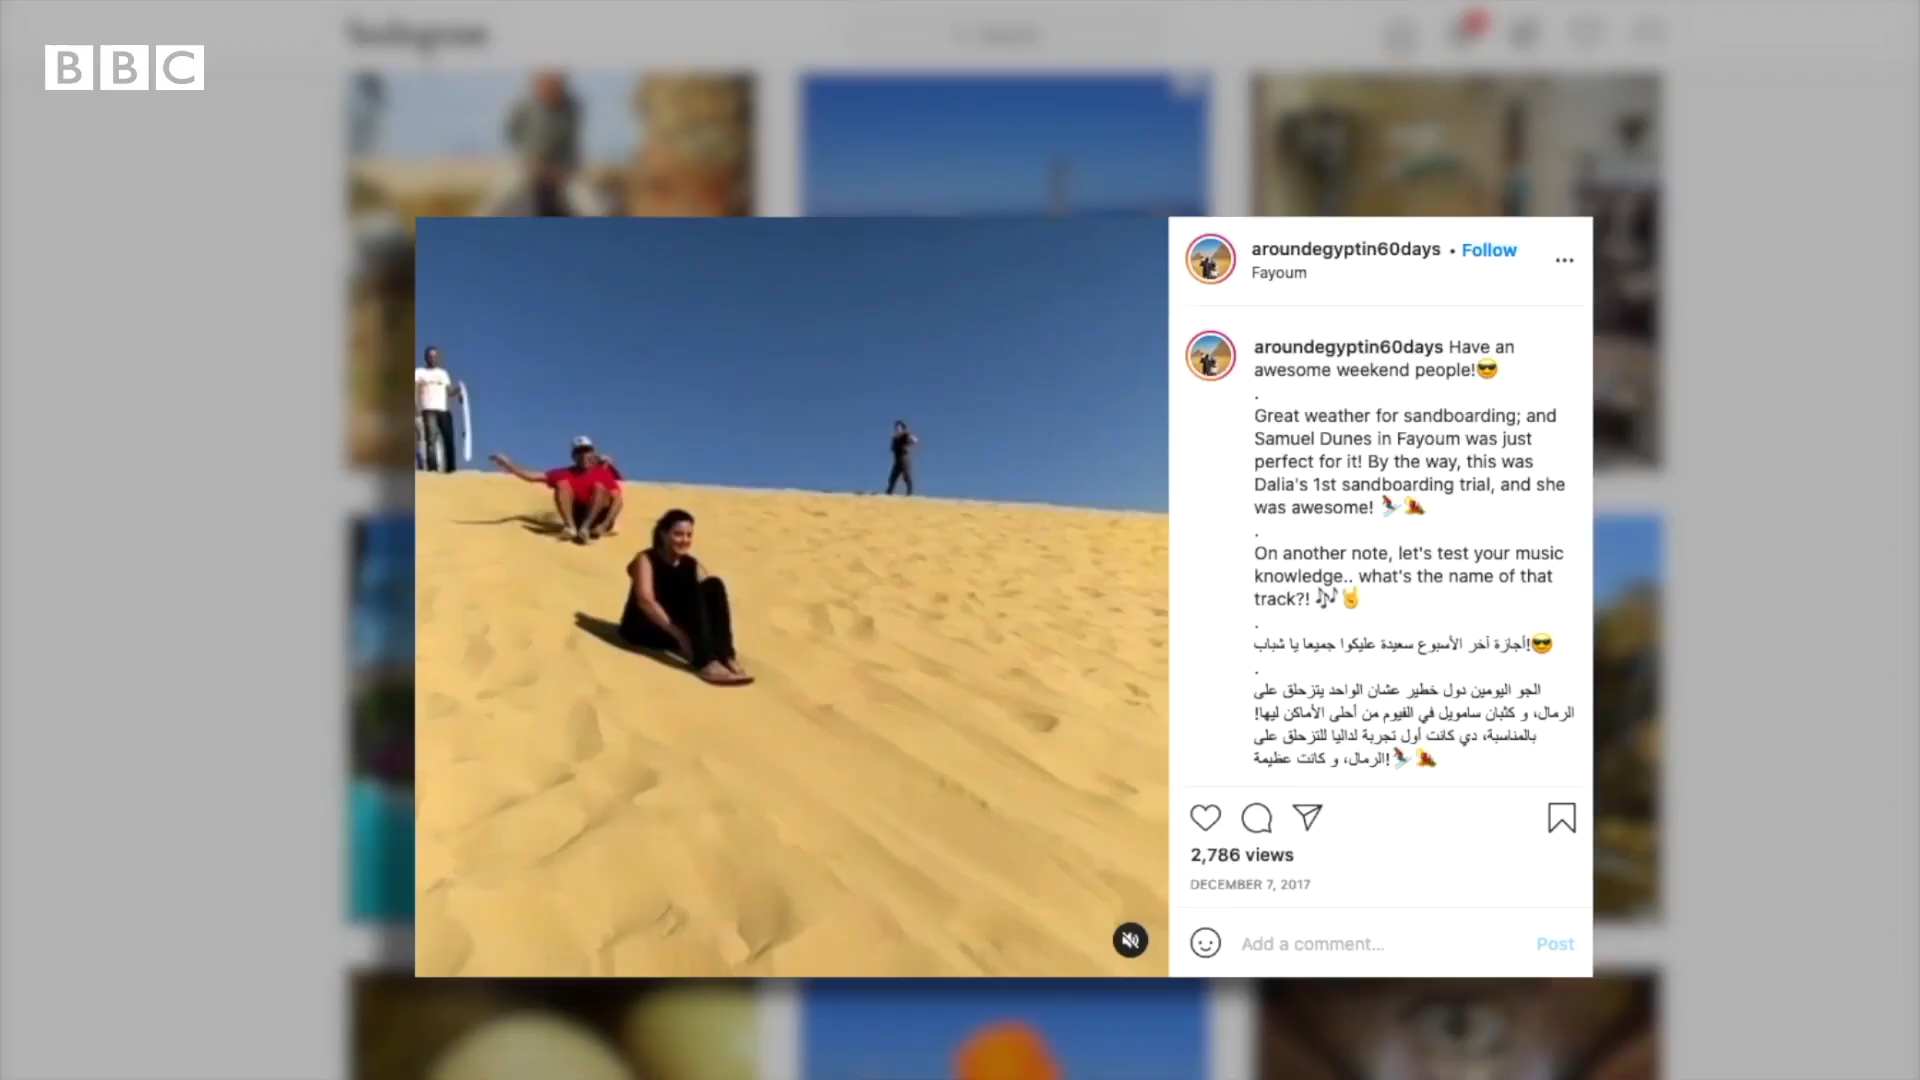 BBC
aroundegyptin60days • Follow
Fayoum
aroundegyptin60days Have an
awesome weekend people!😎
.
Great weather for sandboarding; and
Samuel Dunes in Fayoum was just
perfect for it! By the way, this was
Dalia's 1st sandboarding trial, and she
was awesome! 🏂🏜
.
On another note, let's test your music
knowledge.. what's the name of that
track?! 🎶🤘
.
أجازة آخر الأسبوع سعيدة عليكوا جميعا يا شباب!😎
.
الجو اليومين دول خطير عشان الواحد يتزحلق على
الرمال، و كثبان سامويل في الفيوم من أحلى الأماكن ليها!
بالمناسبة، دي كانت أول تجربة لداليا للتزحلق على
الرمال، و كانت عظيمة!
2,786 views
DECEMBER 7, 2017
Add a comment...
Post